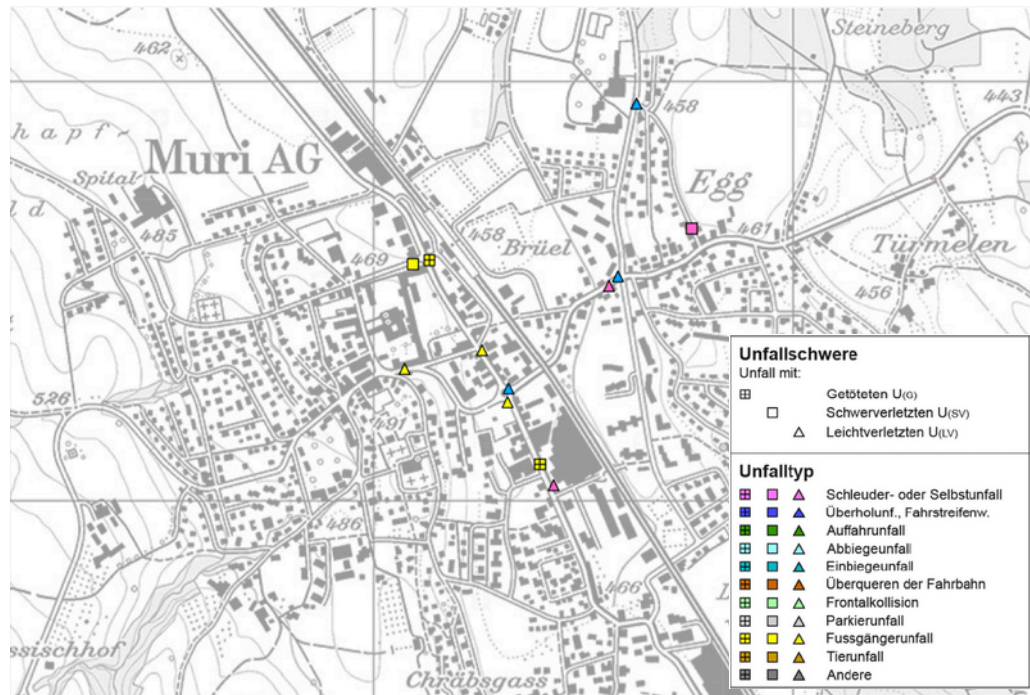 Steineberg
462
458
443
hapf~
Muri AG
Spital
Egg
ld
485
458
461
Brüel
Türmelen
469
456
526
491
486
466
ssischhof
Chräbsgass
Unfallschwere
Unfall mit:
Getöteten U(G)
Schwerverletzten U(SV)
Leichtverletzten U(LV)
Unfalltyp
Schleuder- oder Selbstunfall
Überholunf., Fahrstreifenw.
Auffahrunfall
Abbiegeunfall
Einbiegeunfall
Überqueren der Fahrbahn
Frontalkollision
Parkierunfall
Fussgängerunfall
Tierunfall
Andere